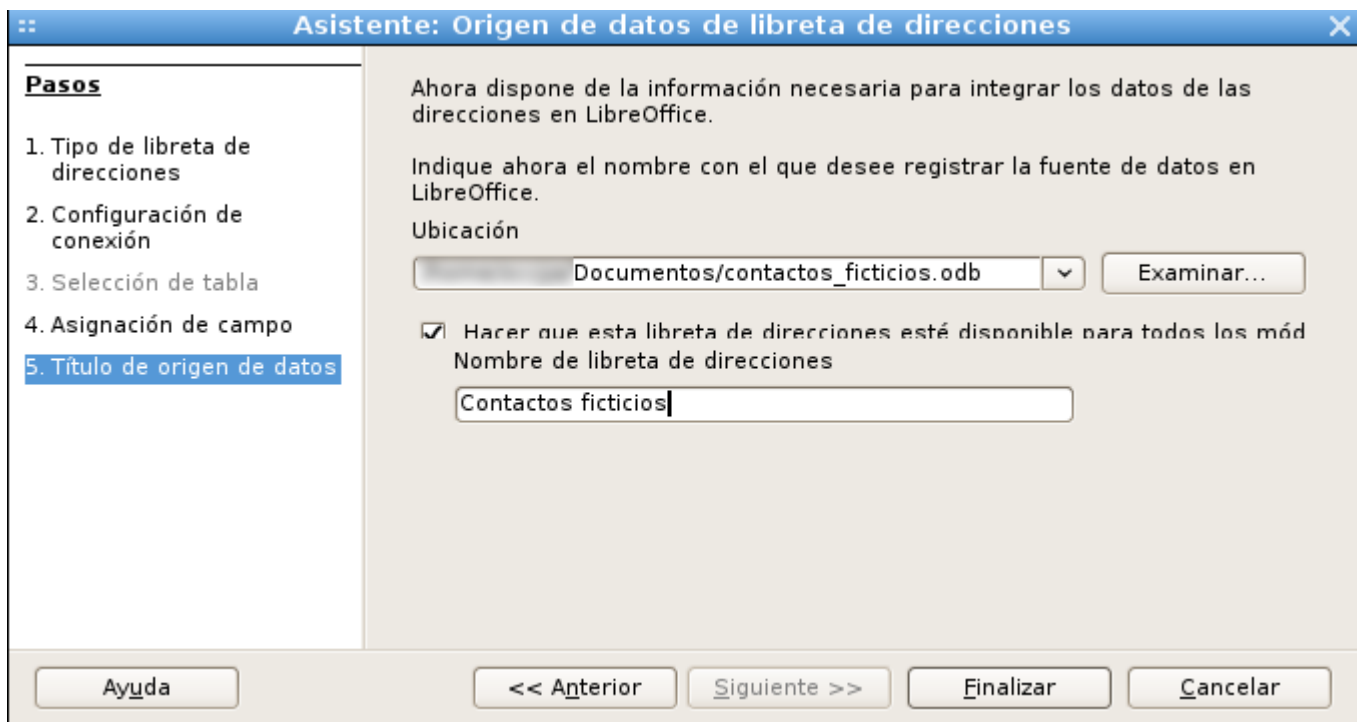 Asistente: Origen de datos de libreta de direcciones
Pasos
1. Tipo de libreta de
direcciones
2. Configuración de
conexión
3. Selección de tabla
4. Asignación de campo
5. Título de origen de datos
Ahora dispone de la información necesaria para integrar los datos de las
direcciones en LibreOffice.
Indique ahora el nombre con el que desee registrar la fuente de datos en
LibreOffice.
Ubicación
Documentos/contactos_ficticios.odb
Examinar...
Hacer que esta libreta de direcciones esté disponible para todos los mód
Nombre de libreta de direcciones
Contactos ficticios
Ayuda
<< Anterior
Siguiente >>
Finalizar
Cancelar